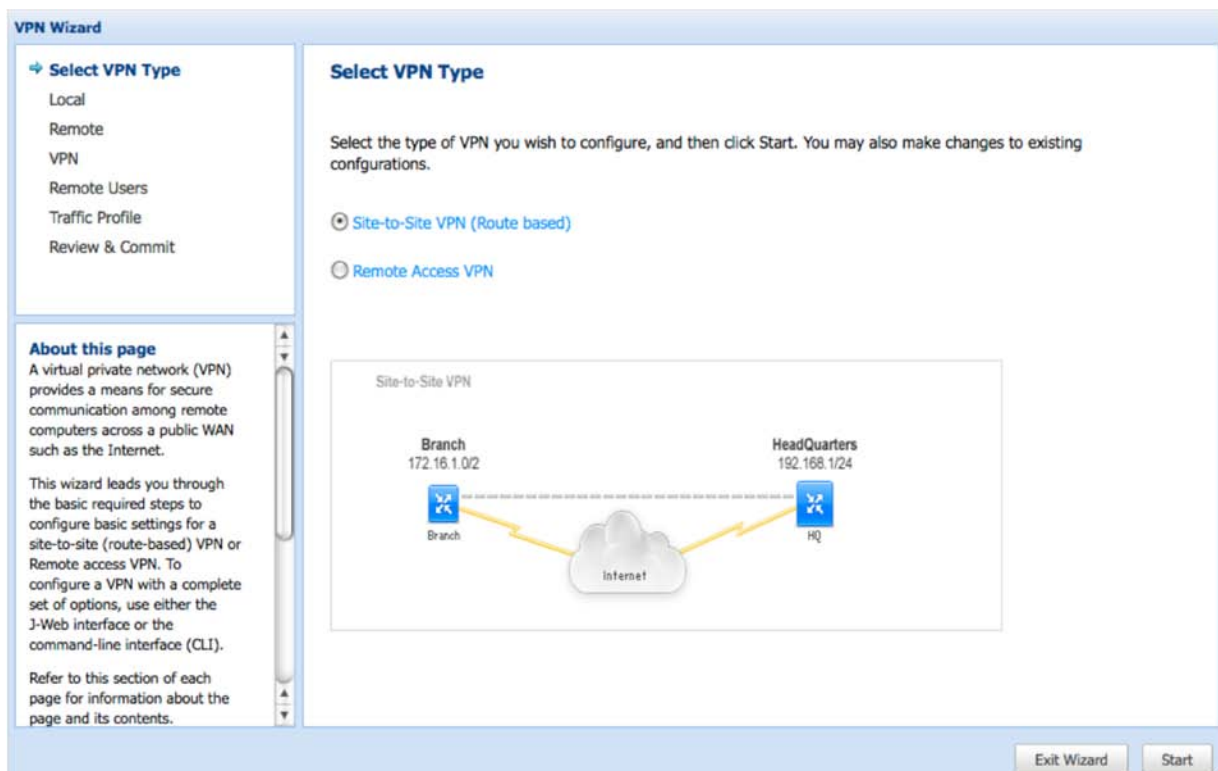 VPN Wizard
Select VPN Type
Local
Remote
VPN
Remote Users
Traffic Profile
Review & Commit
About this page
A virtual private network (VPN)
provides a means for secure
communication among remote
computers across a public WAN
such as the Internet.
This wizard leads you through
the basic required steps to
configure basic settings for a
site-to-site (route-based) VPN or
Remote access VPN. To
configure a VPN with a complete
set of options, use either the
J-Web interface or the
command-line interface (CLI).
Refer to this section of each
page for information about the
page and its contents.
Select VPN Type
Select the type of VPN you wish to configure, and then click Start. You may also make changes to existing
confgurations.
Site-to-Site VPN (Route based)
Remote Access VPN
Site-to-Site VPN
Branch
172.16.1.0/2
HeadQuarters
192.168.1/24
Branch
HQ
Internet
Exit Wizard
Start